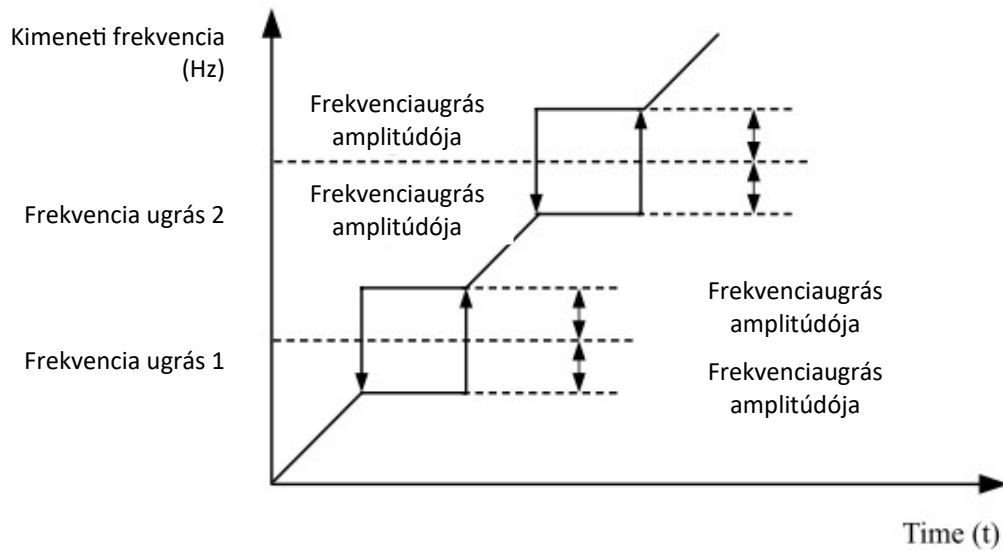 Kimeneti frekvencia
(Hz)
Frekvenciaugrás
amplitúdója
Frekvenciaugrás
amplitúdója
Frekvencia ugrás 2
Frekvenciaugrás
amplitúdója
Frekvencia ugrás 1
Frekvenciaugrás
amplitúdója
Time (t)